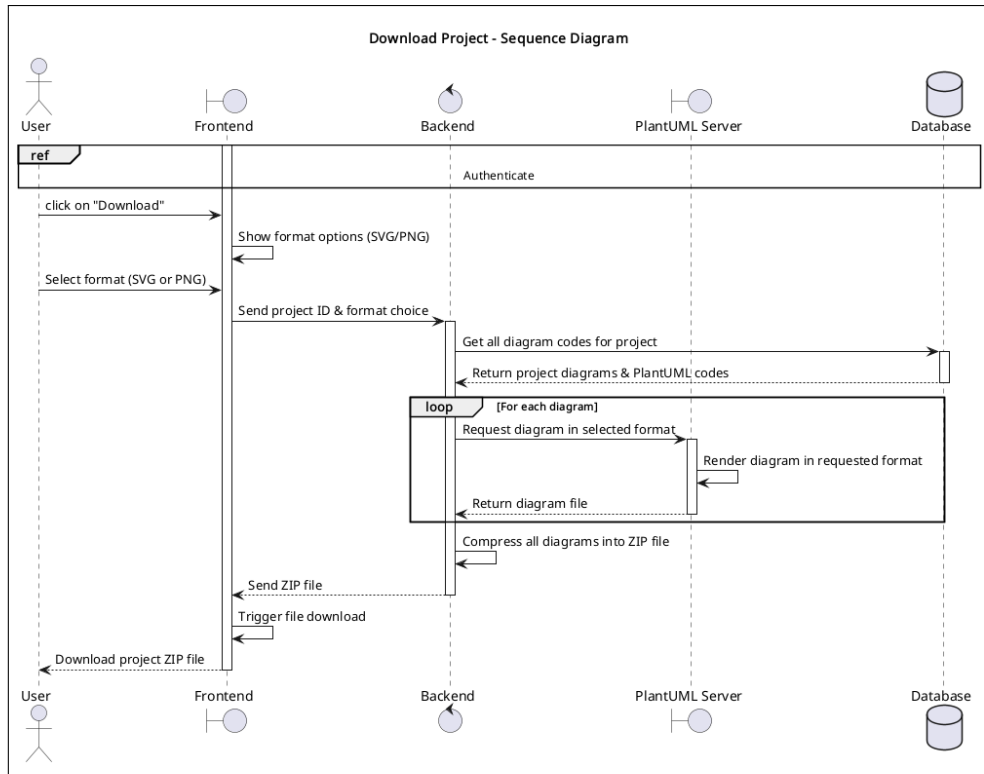 Download Project - Sequence Diagram
User
Frontend
Backend
PlantUML Server
Database
ref
Authenticate
click on "Download"
Show format options (SVG/PNG)
Select format (SVG or PNG)
Send project ID & format choice
Get all diagram codes for project
Return project diagrams & PlantUML codes
loop
[For each diagram]
Request diagram in selected format
Render diagram in requested format
Return diagram file
Compress all diagrams into ZIP file
Send ZIP file
Trigger file download
Download project ZIP file
User
Frontend
Backend
PlantUML Server
Database